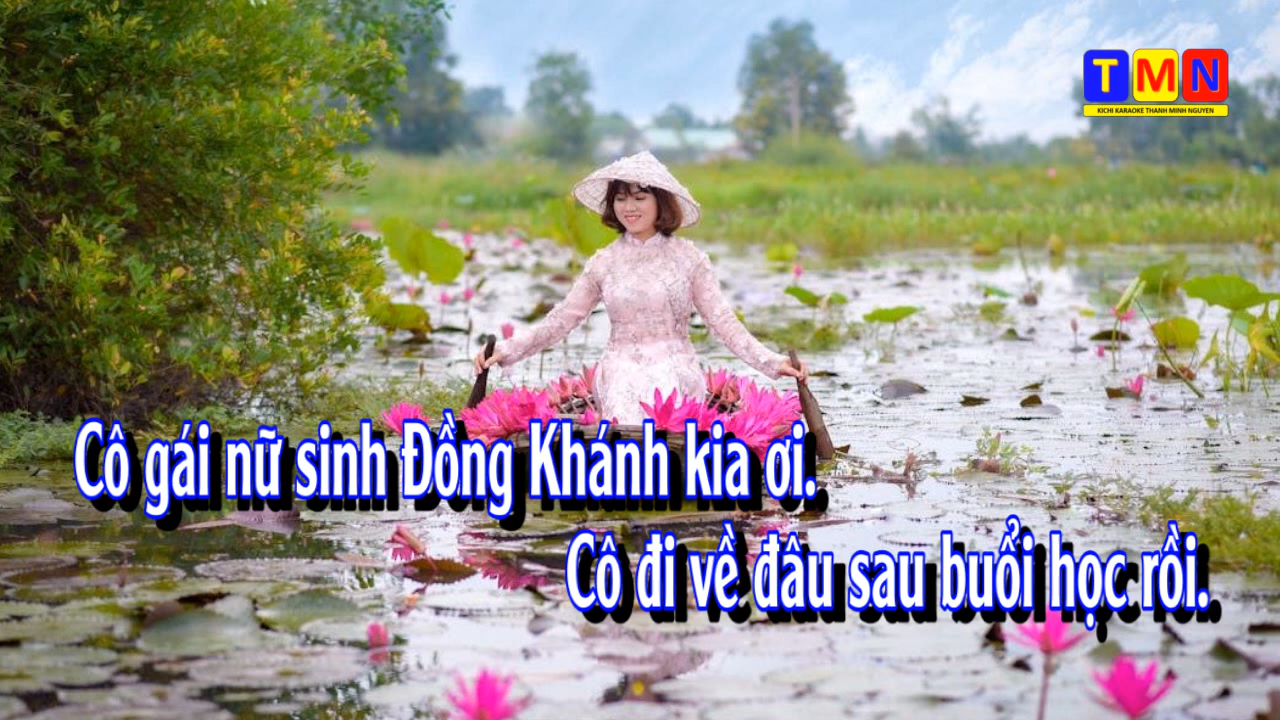 TMN
KICHI KARAOKE THANH MINH NGUYEN
Cô gái nữ sinh Đồng Khánh kia ơi.
Cô đi về đâu sau buổi học rồi.